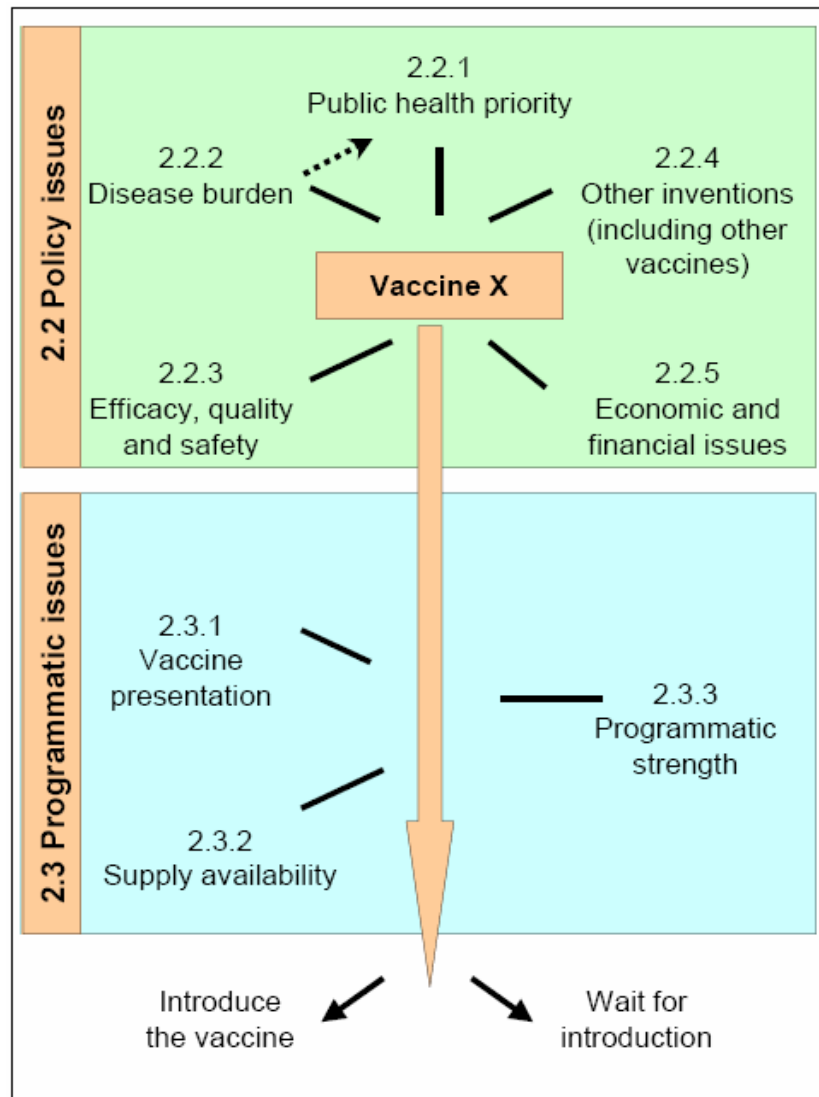 2.2 Policy issues
2.2.1
Public health priority
2.2.2
Disease burden
2.2.4
Other inventions
(including other
vaccines)
Vaccine X
2.2.3
Efficacy, quality
and safety
2.2.5
Economic and
financial issues
2.3 Programmatic issues
2.3.1
Vaccine
presentation
2.3.3
Programmatic
strength
2.3.2
Supply availability
Introduce
the vaccine
Wait for
introduction